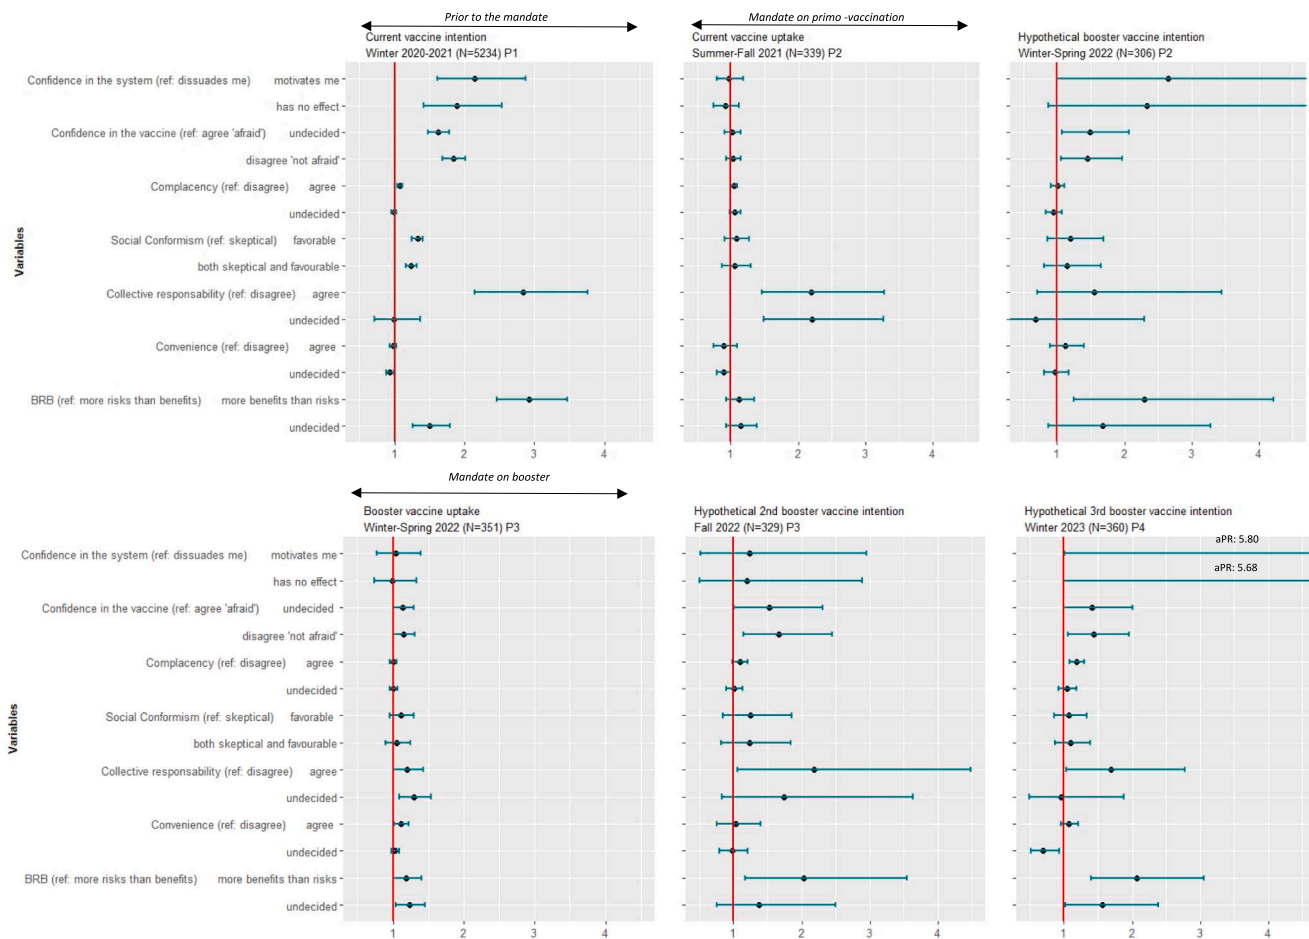 Prior to the mandate
Mandate on primo -vaccination
Current vaccine intention
Winter 2020-2021 (N=5234) P1
Current vaccine uptake
Summer-Fall 2021 (N=339) P2
Hypothetical booster vaccine intention
Winter-Spring 2022 (N=306) P2
Variables
Confidence in the system (ref: dissuades me) motivates me
has no effect
Confidence in the vaccine (ref: agree 'afraid') undecided
disagree 'not afraid'
Complacency (ref: disagree) agree
undecided
Social Conformism (ref: skeptical) favorable
both skeptical and favourable
Collective responsability (ref: disagree) agree
undecided
Convenience (ref: disagree) agree
undecided
BRB (ref: more risks than benefits) more benefits than risks
undecided
1 2 3 4
1 2 3 4
1 2 3 4
Mandate on booster
Booster vaccine uptake
Winter-Spring 2022 (N=351) P3
Hypothetical 2nd booster vaccine intention
Fall 2022 (N=329) P3
Hypothetical 3rd booster vaccine intention
Winter 2023 (N=360) P4
aPR: 5.80
aPR: 5.68
Variables
Confidence in the system (ref: dissuades me) motivates me
has no effect
Confidence in the vaccine (ref: agree 'afraid') undecided
disagree 'not afraid'
Complacency (ref: disagree) agree
undecided
Social Conformism (ref: skeptical) favorable
both skeptical and favourable
Collective responsability (ref: disagree) agree
undecided
Convenience (ref: disagree) agree
undecided
BRB (ref: more risks than benefits) more benefits than risks
undecided
1 2 3 4
1 2 3 4
1 2 3 4